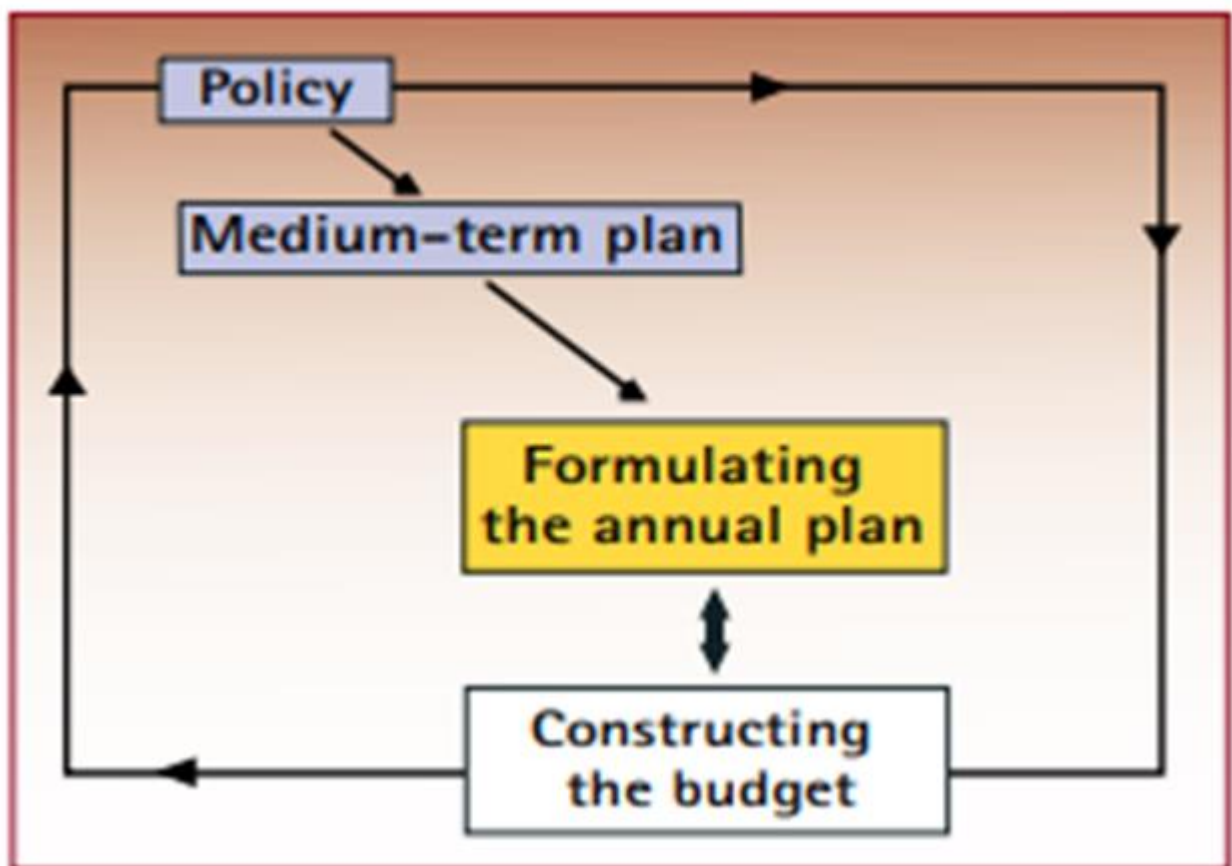 Policy
Medium-term plan
Formulating
the annual plan
Constructing
the budget